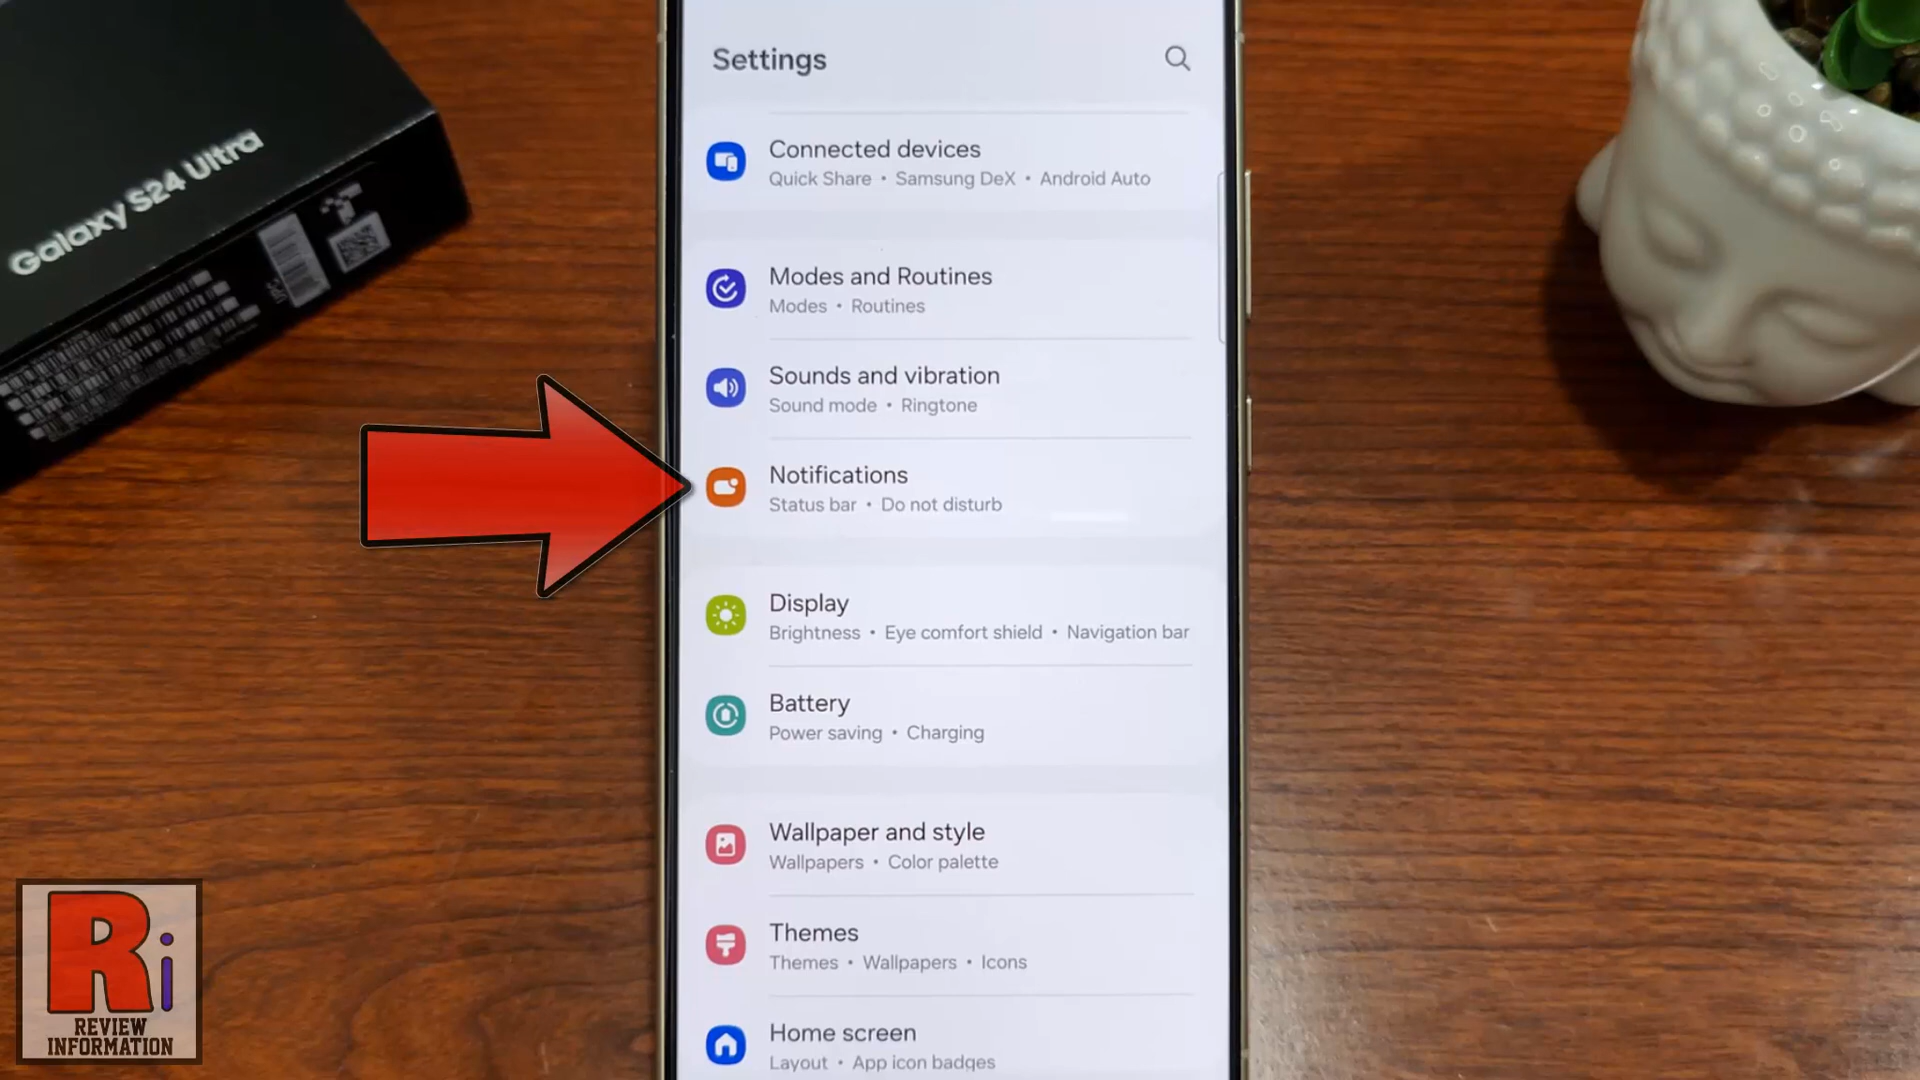 Galaxy S24 Ultra
Settings
Connected devices
Quick Share • Samsung DeX • Android Auto
Modes and Routines
Modes • Routines
Sounds and vibration
Sound mode • Ringtone
Notifications
Status bar • Do not disturb
Display
Brightness • Eye comfort shield • Navigation bar
Battery
Power saving • Charging
Wallpaper and style
Wallpapers • Color palette
Themes
Themes • Wallpapers • Icons
Home screen
Layout • App icon badges
Ri
REVIEW
INFORMATION